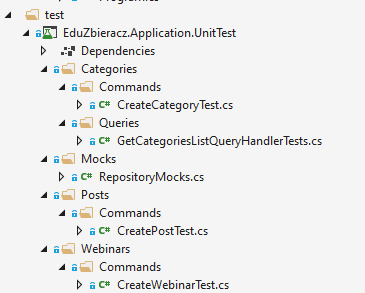 test
EduZbieracz.Application.UnitTest
Dependencies
Categories
Commands
C# CreateCategoryTest.cs
Queries
C# GetCategoriesListQueryHandlerTests.cs
Mocks
C# RepositoryMocks.cs
Posts
Commands
C# CreatePostTest.cs
Webinars
Commands
C# CreateWebinarTest.cs